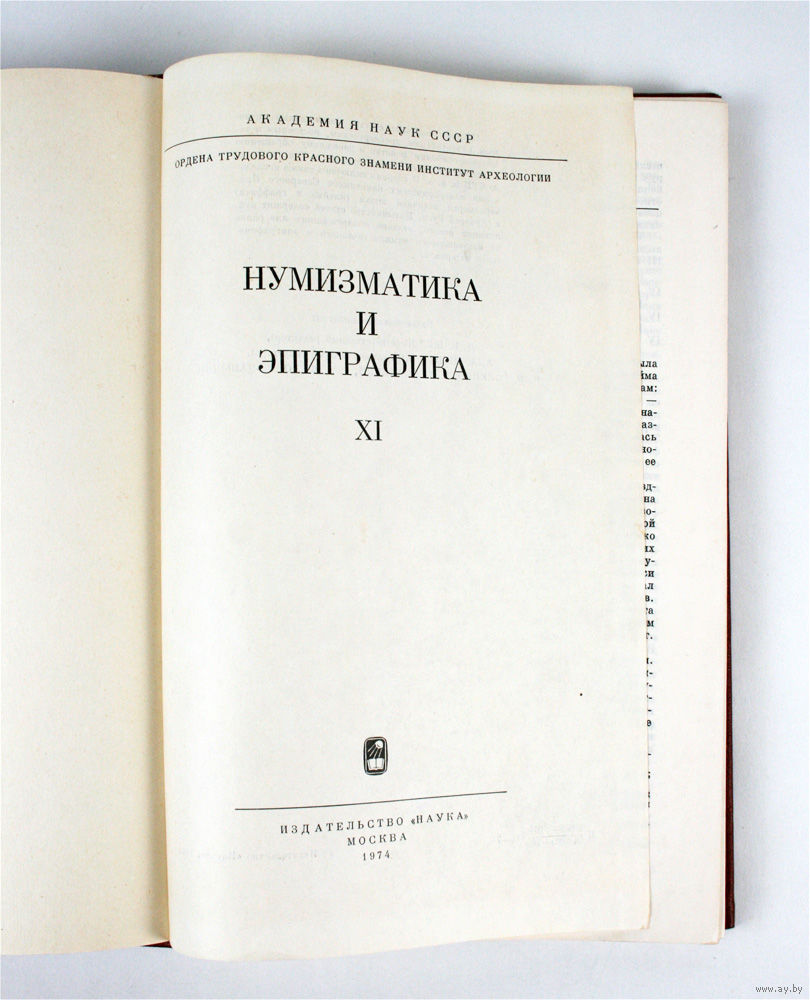 АКАДЕМИЯ НАУК СССР
ОРДЕНА ТРУДОВОГО КРАСНОГО ЗНАМЕНИ ИНСТИТУТ АРХЕОЛОГИИ
НУМИЗМАТИКА
И
ЭПИГРАФИКА
XI
ИЗДАТЕЛЬСТВО «НАУКА»
МОСКВА
1974
www.ay.by